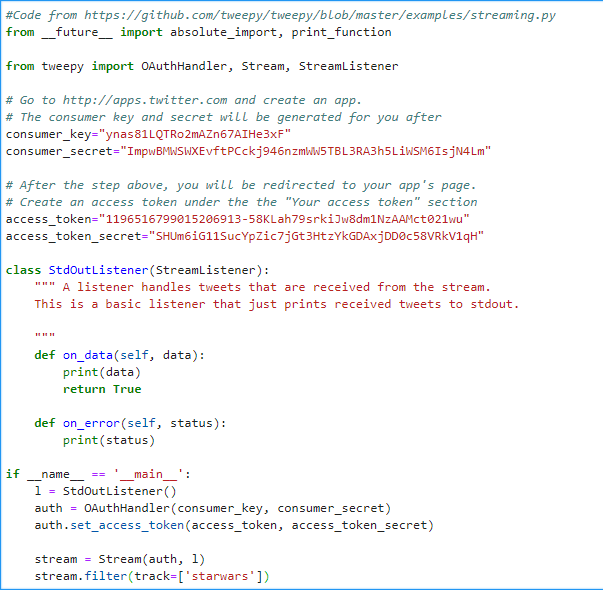 #Code from https://github.com/tweepy/tweepy/blob/master/examples/streaming.py
from __future__ import absolute_import, print_function

from tweepy import OAuthHandler, Stream, StreamListener

# Go to http://apps.twitter.com and create an app.
# The consumer key and secret will be generated for you after
consumer_key="ynas81LQTRo2mAZn67AIHe3xF"
consumer_secret="ImpwBMWSWXEvftPCckj946nzmWW5TBL3RA3h5LiWSM6IsjN4Lm"

# After the step above, you will be redirected to your app's page.
# Create an access token under the the "Your access token" section
access_token="1196516799015206913-58KLah79srkiJw8dm1NzAAMct021wu"
access_token_secret="SHUm6iG11SucYpZic7jGt3HtzYkGDAxjDD0c58VRkV1qH"

class StdOutListener(StreamListener):
    """ A listener handles tweets that are received from the stream.
    This is a basic listener that just prints received tweets to stdout.

    """
    def on_data(self, data):
        print(data)
        return True

    def on_error(self, status):
        print(status)

if __name__ == '__main__':
    l = StdOutListener()
    auth = OAuthHandler(consumer_key, consumer_secret)
    auth.set_access_token(access_token, access_token_secret)

    stream = Stream(auth, l)
    stream.filter(track=['starwars'])